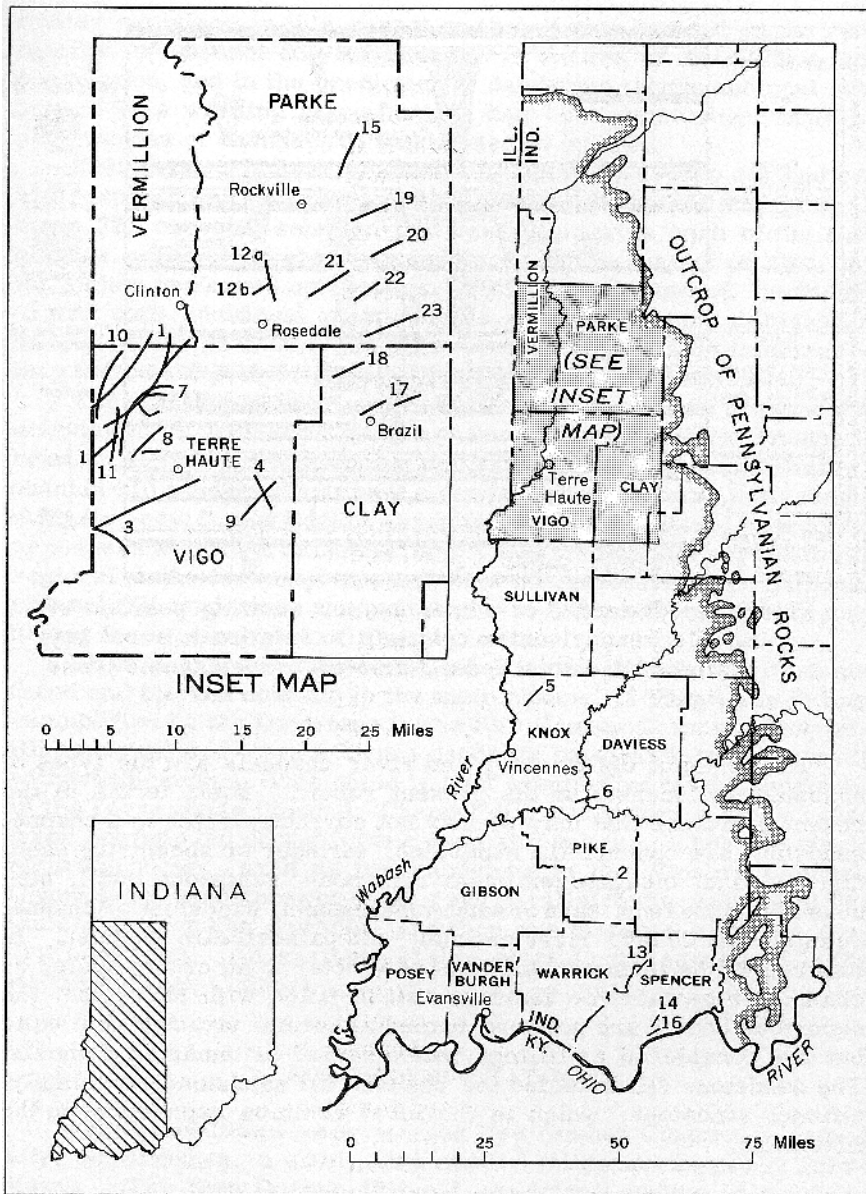 PARKE
VERMILLION
15
Rockville
19
20
12a
21
12b
22
Clinton
23
Rosedale
10
1
18
7
17
Brazil
8
TERRE
HAUTE
1
11
4
CLAY
3
9
VIGO
INSET MAP
0 5 10 15 20 25 Miles
INDIANA
ILL.
IND.
OUTCROP OF PENNSYLVANIAN ROCKS
VERMILLION
PARKE
(SEE
INSET
MAP)
Terre
Haute
CLAY
VIGO
SULLIVAN
5
KNOX
DAVIESS
Vincennes
River
6
Wabash
PIKE
2
GIBSON
13
POSEY
VANDER
BURGH
WARRICK
SPENCER
Evansville
14
16
IND.
KY.
OHIO
RIVER
0 25 50 75 Miles